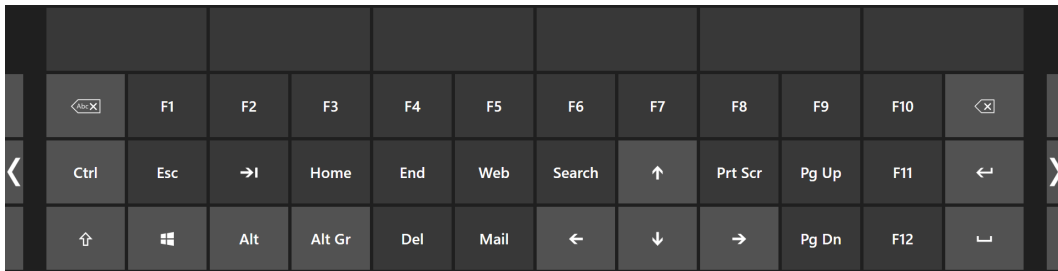 Abc F1 F2 F3 F4 F5 F6 F7 F8 F9 F10
Ctrl Esc Home End Web Search Prt Scr Pg Up F11
Alt Alt Gr Del Mail Pg Dn F12